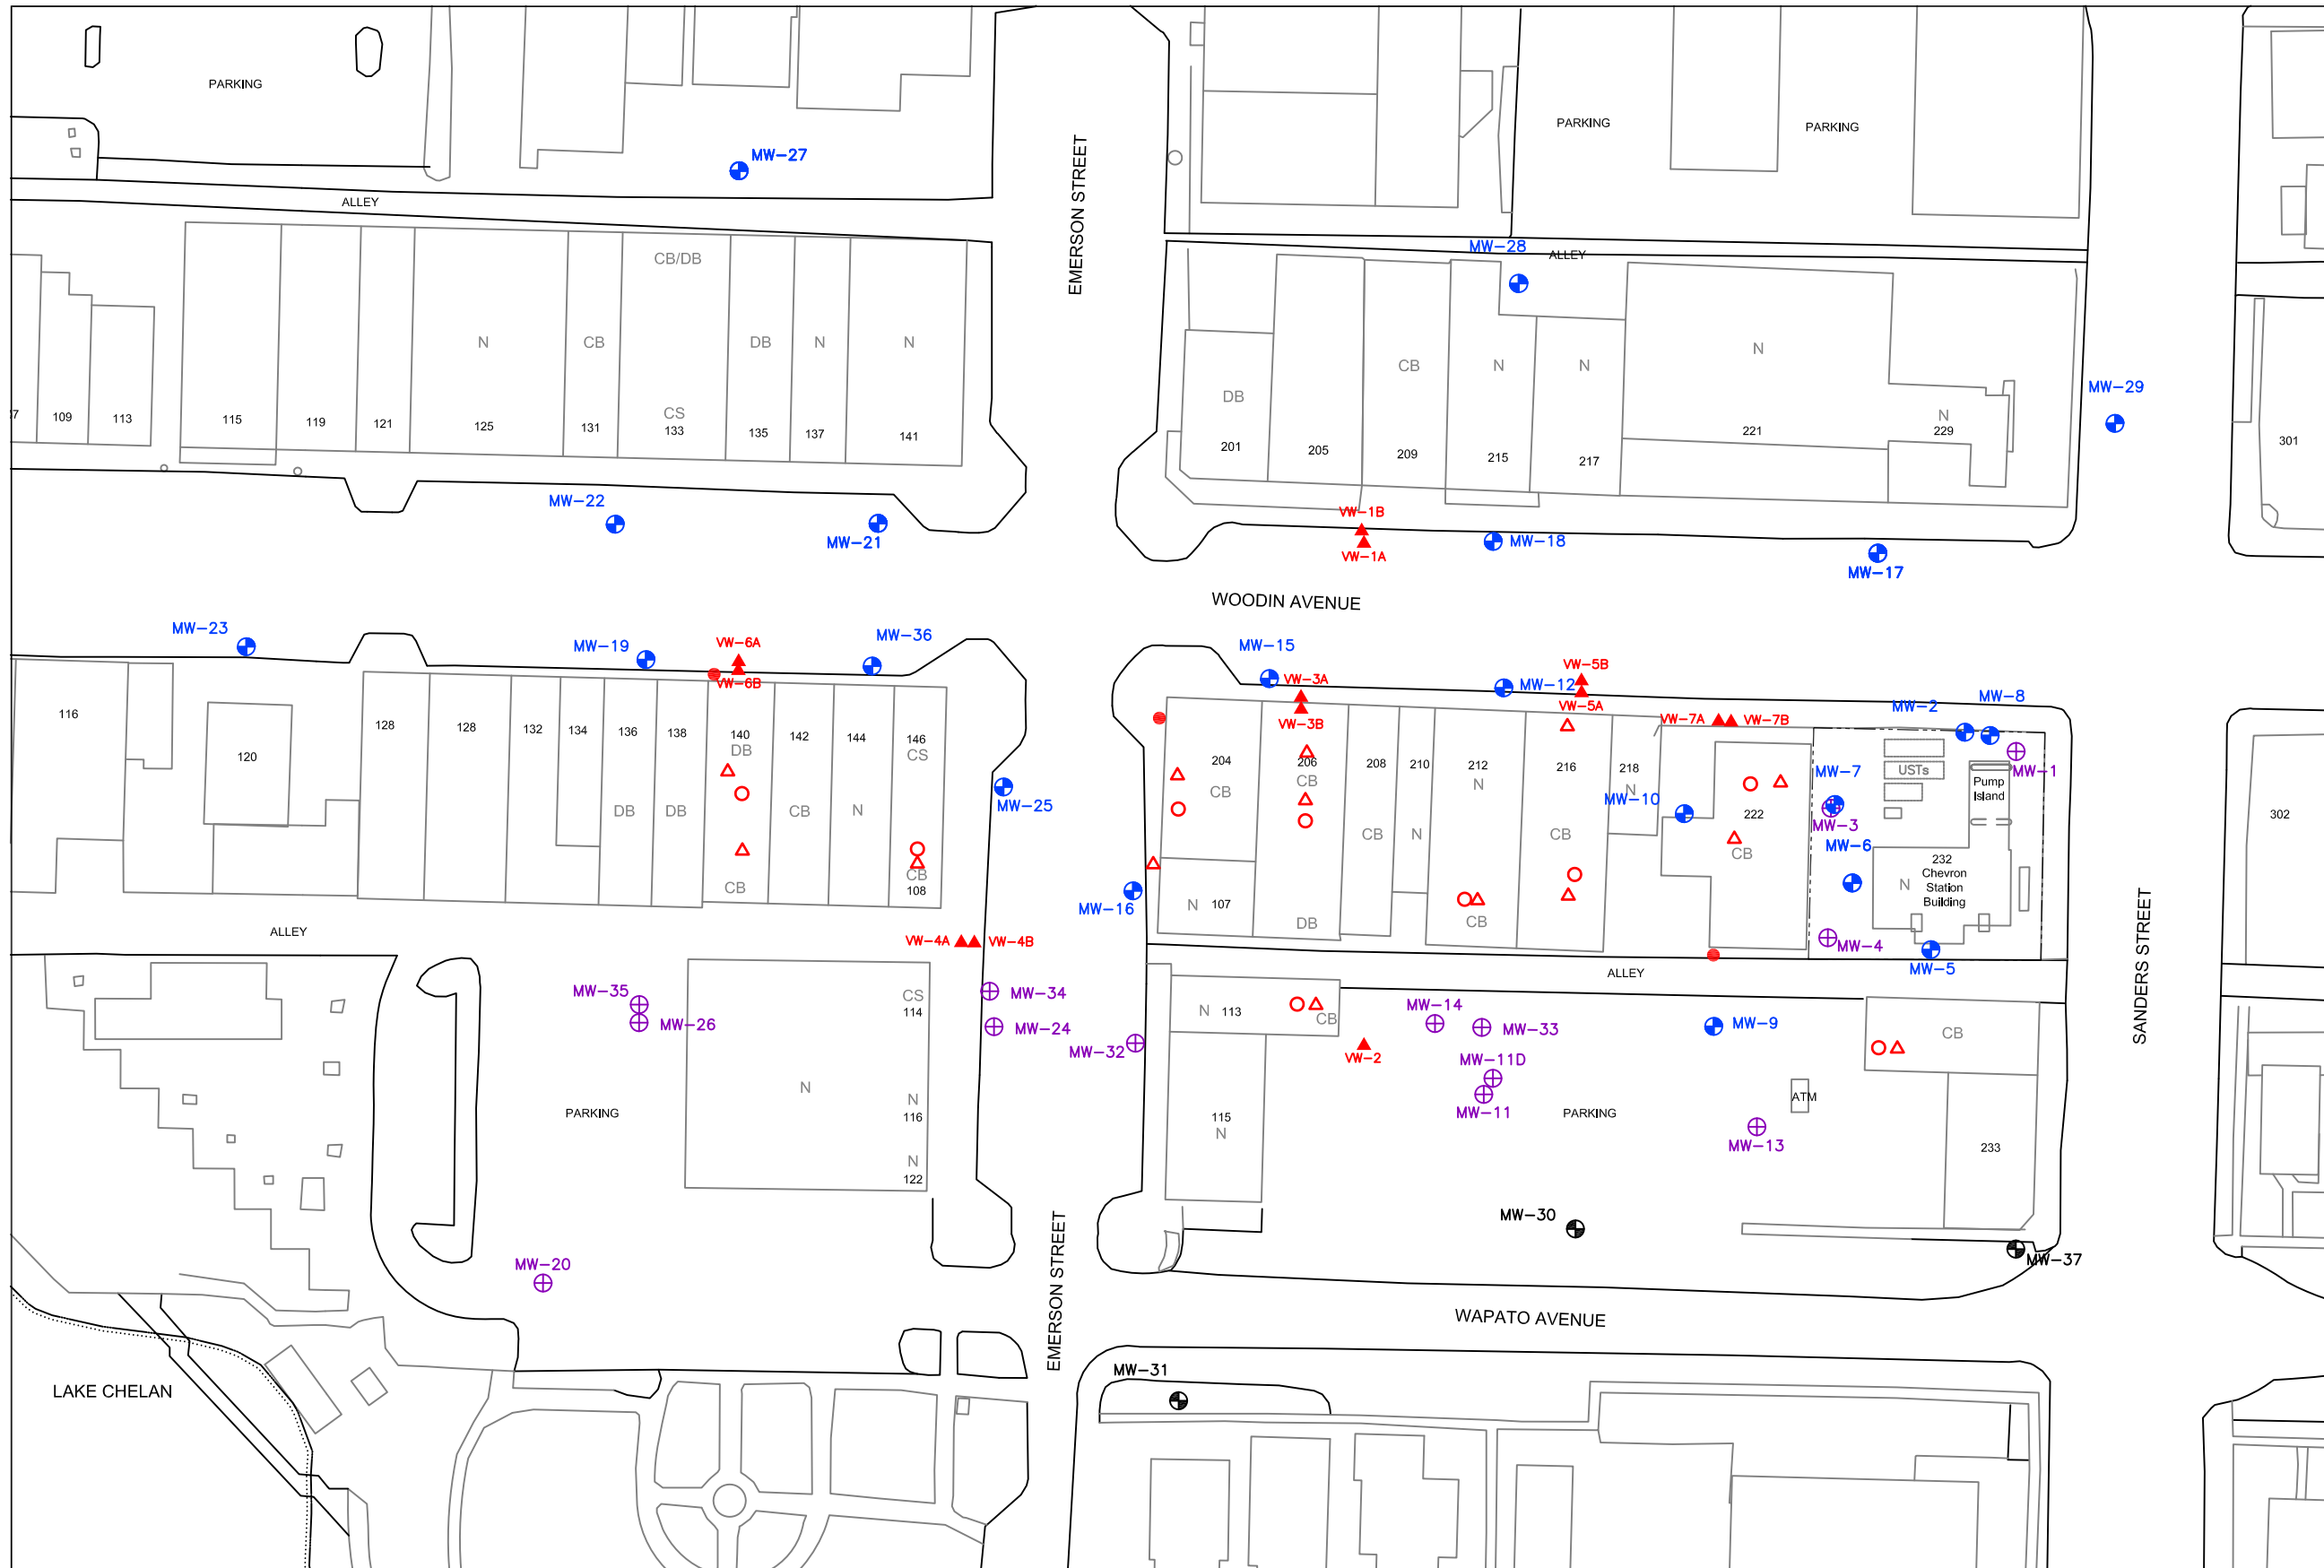 PARKING
MW-27
EMERSON STREET
PARKING
PARKING
ALLEY
MW-28
ALLEY
CB/DB
N
CB
DB
N
N
CS
109
113
115
119
121
125
131
133
135
137
141
DB
CB
N
N
N
N
201
205
209
215
217
221
229
MW-29
301
MW-22
MW-21
VW-1B
VW-1A
MW-18
MW-17
WOODIN AVENUE
MW-23
MW-19
VW-6A
VW-6B
MW-36
MW-15
VW-3A
VW-3B
MW-12
VW-5B
VW-5A
VW-7A
VW-7B
MW-2
MW-8
116
120
128
128
132
134
136
138
140
DB
142
144
146
CS
DB
DB
CB
N
CB
CB
108
MW-25
MW-16
204
CB
206
CB
208
210
212
N
216
218
N
CB
N
CB
MW-10
222
CB
MW-7
MW-3
MW-6
USTs
Pump
Island
MW-1
232
Chevron
Station
Building
N
302
N
107
DB
CB
MW-4
MW-5
SANDERS STREET
ALLEY
VW-4A
VW-4B
ALLEY
MW-35
MW-26
CS
114
MW-34
MW-24
MW-32
N
113
CB
VW-2
MW-14
MW-33
MW-11D
MW-11
MW-9
CB
N
N
116
N
122
PARKING
115
N
PARKING
ATM
MW-13
233
MW-20
EMERSON STREET
MW-30
MW-37
WAPATO AVENUE
LAKE CHELAN
MW-31